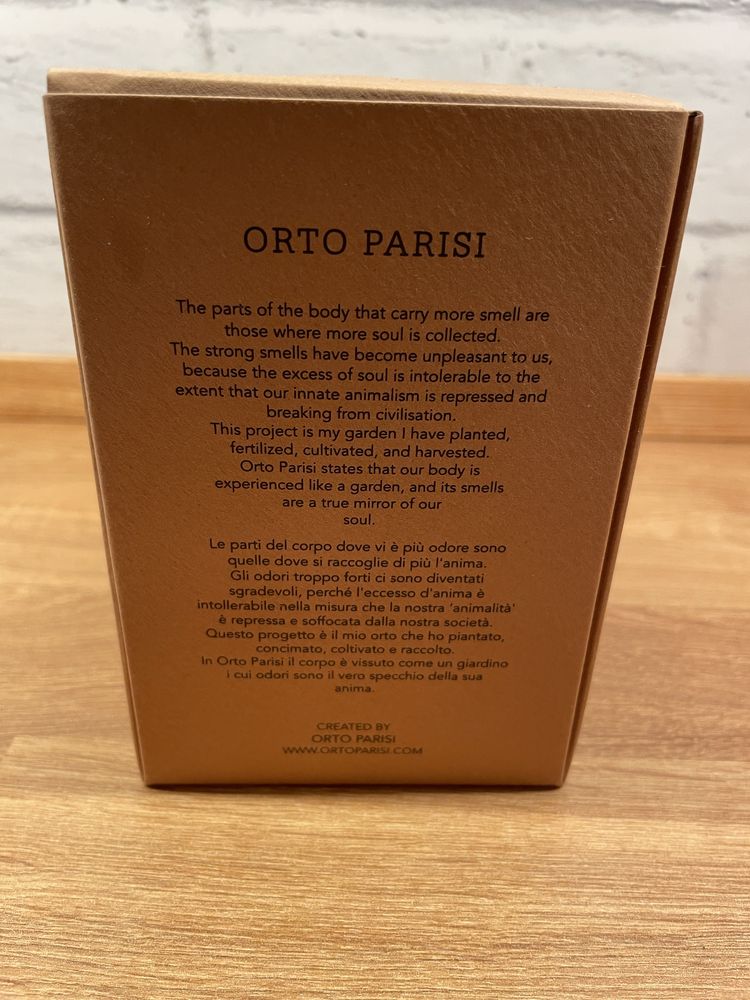 ORTO PARISI
The parts of the body that carry more smell are
those where more soul is collected.
The strong smells have become unpleasant to us,
because the excess of soul is intolerable to the
extent that our innate animalism is repressed and
breaking from civilisation.
This project is my garden I have planted,
fertilized, cultivated, and harvested.
Orto Parisi states that our body is
experienced like a garden, and its smells
are a true mirror of our
soul.
Le parti del corpo dove vi è più odore sono
quelle dove si raccoglie di più l'anima.
Gli odori troppo forti ci sono diventati
sgradevoli, perché l'eccesso d'anima è
intollerabile nella misura che la nostra 'animalità'
è repressa e soffocata dalla nostra società.
Questo progetto è il mio orto che ho piantato,
concimato, coltivato e raccolto.
In Orto Parisi il corpo è vissuto come un giardino
i cui odori sono il vero specchio della sua
anima.
CREATED BY
ORTO PARISI
WWW.ORTOPARISI.COM